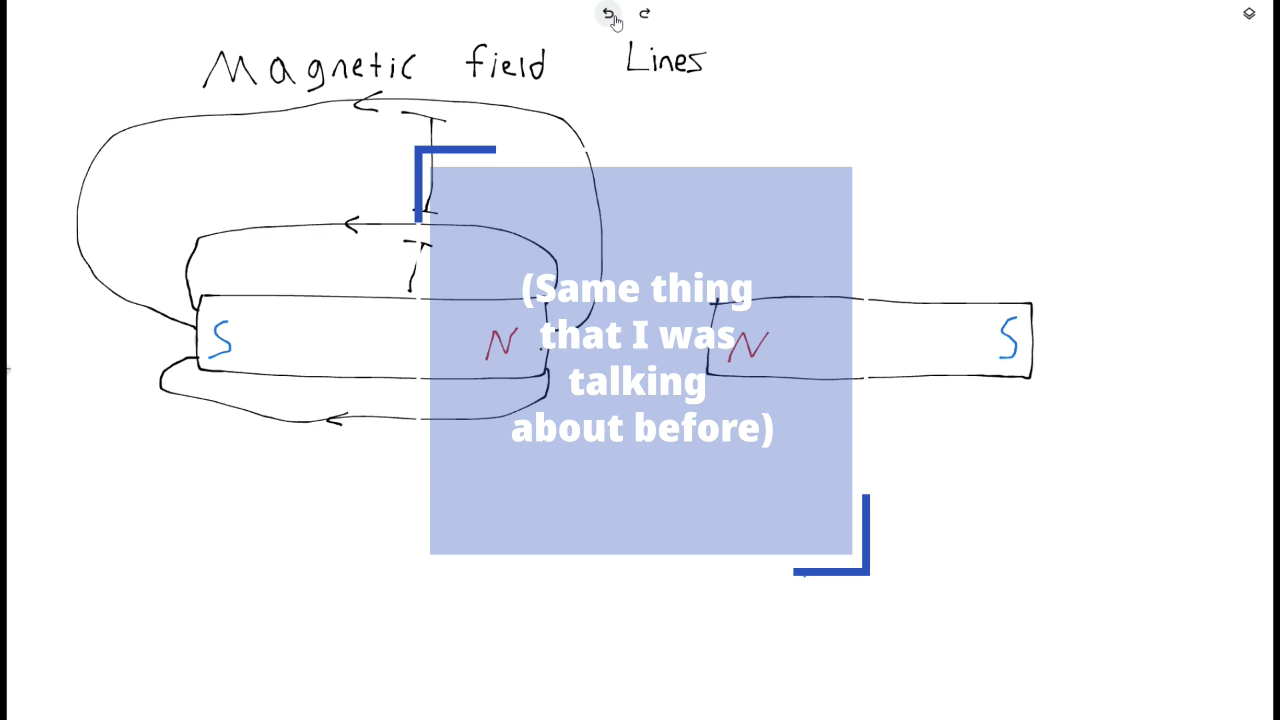 Magnetic field Lines
(Same thing
that I was
talking
about before)
S N N S